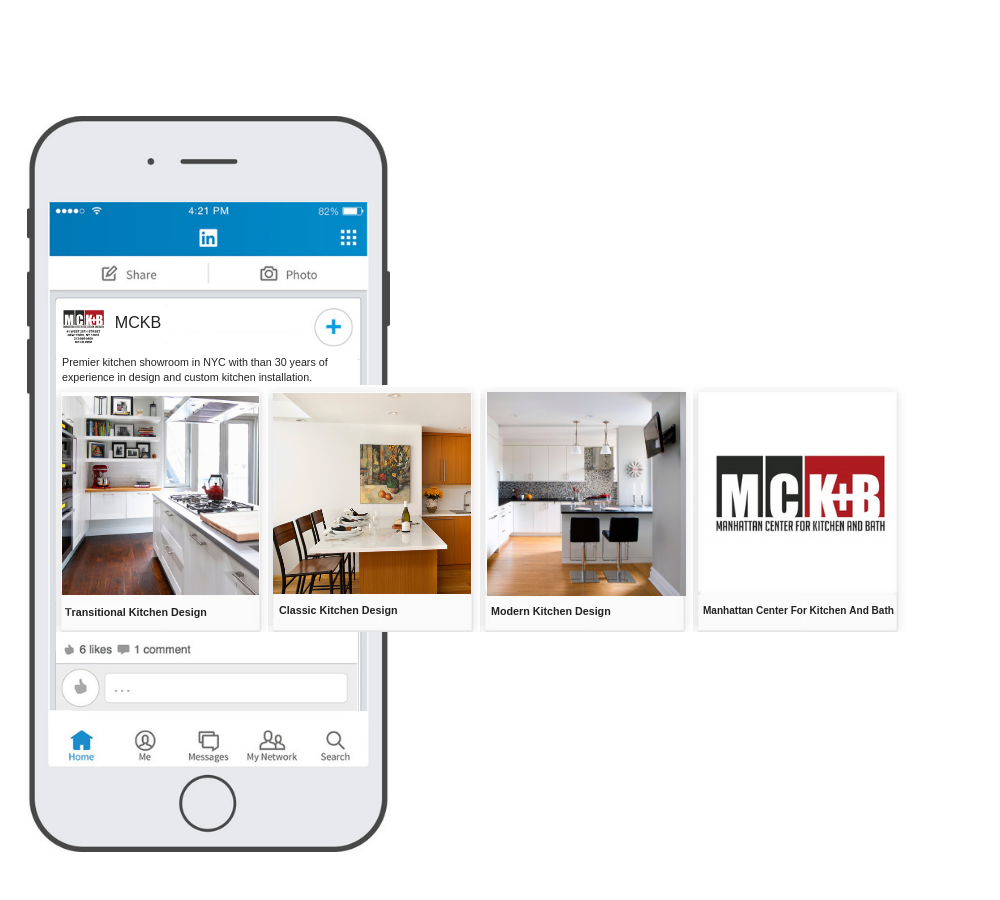 4:21 PM
82%
in
Share
Photo
MCK+B
MCKB
Premier kitchen showroom in NYC with than 30 years of
experience in design and custom kitchen installation.
MCK+B
MANHATTAN CENTER FOR KITCHEN AND BATH
Transitional Kitchen Design
Classic Kitchen Design
Modern Kitchen Design
Manhattan Center For Kitchen And Bath
6 likes
1 comment
...
Home
Me
Messages
My Network
Search